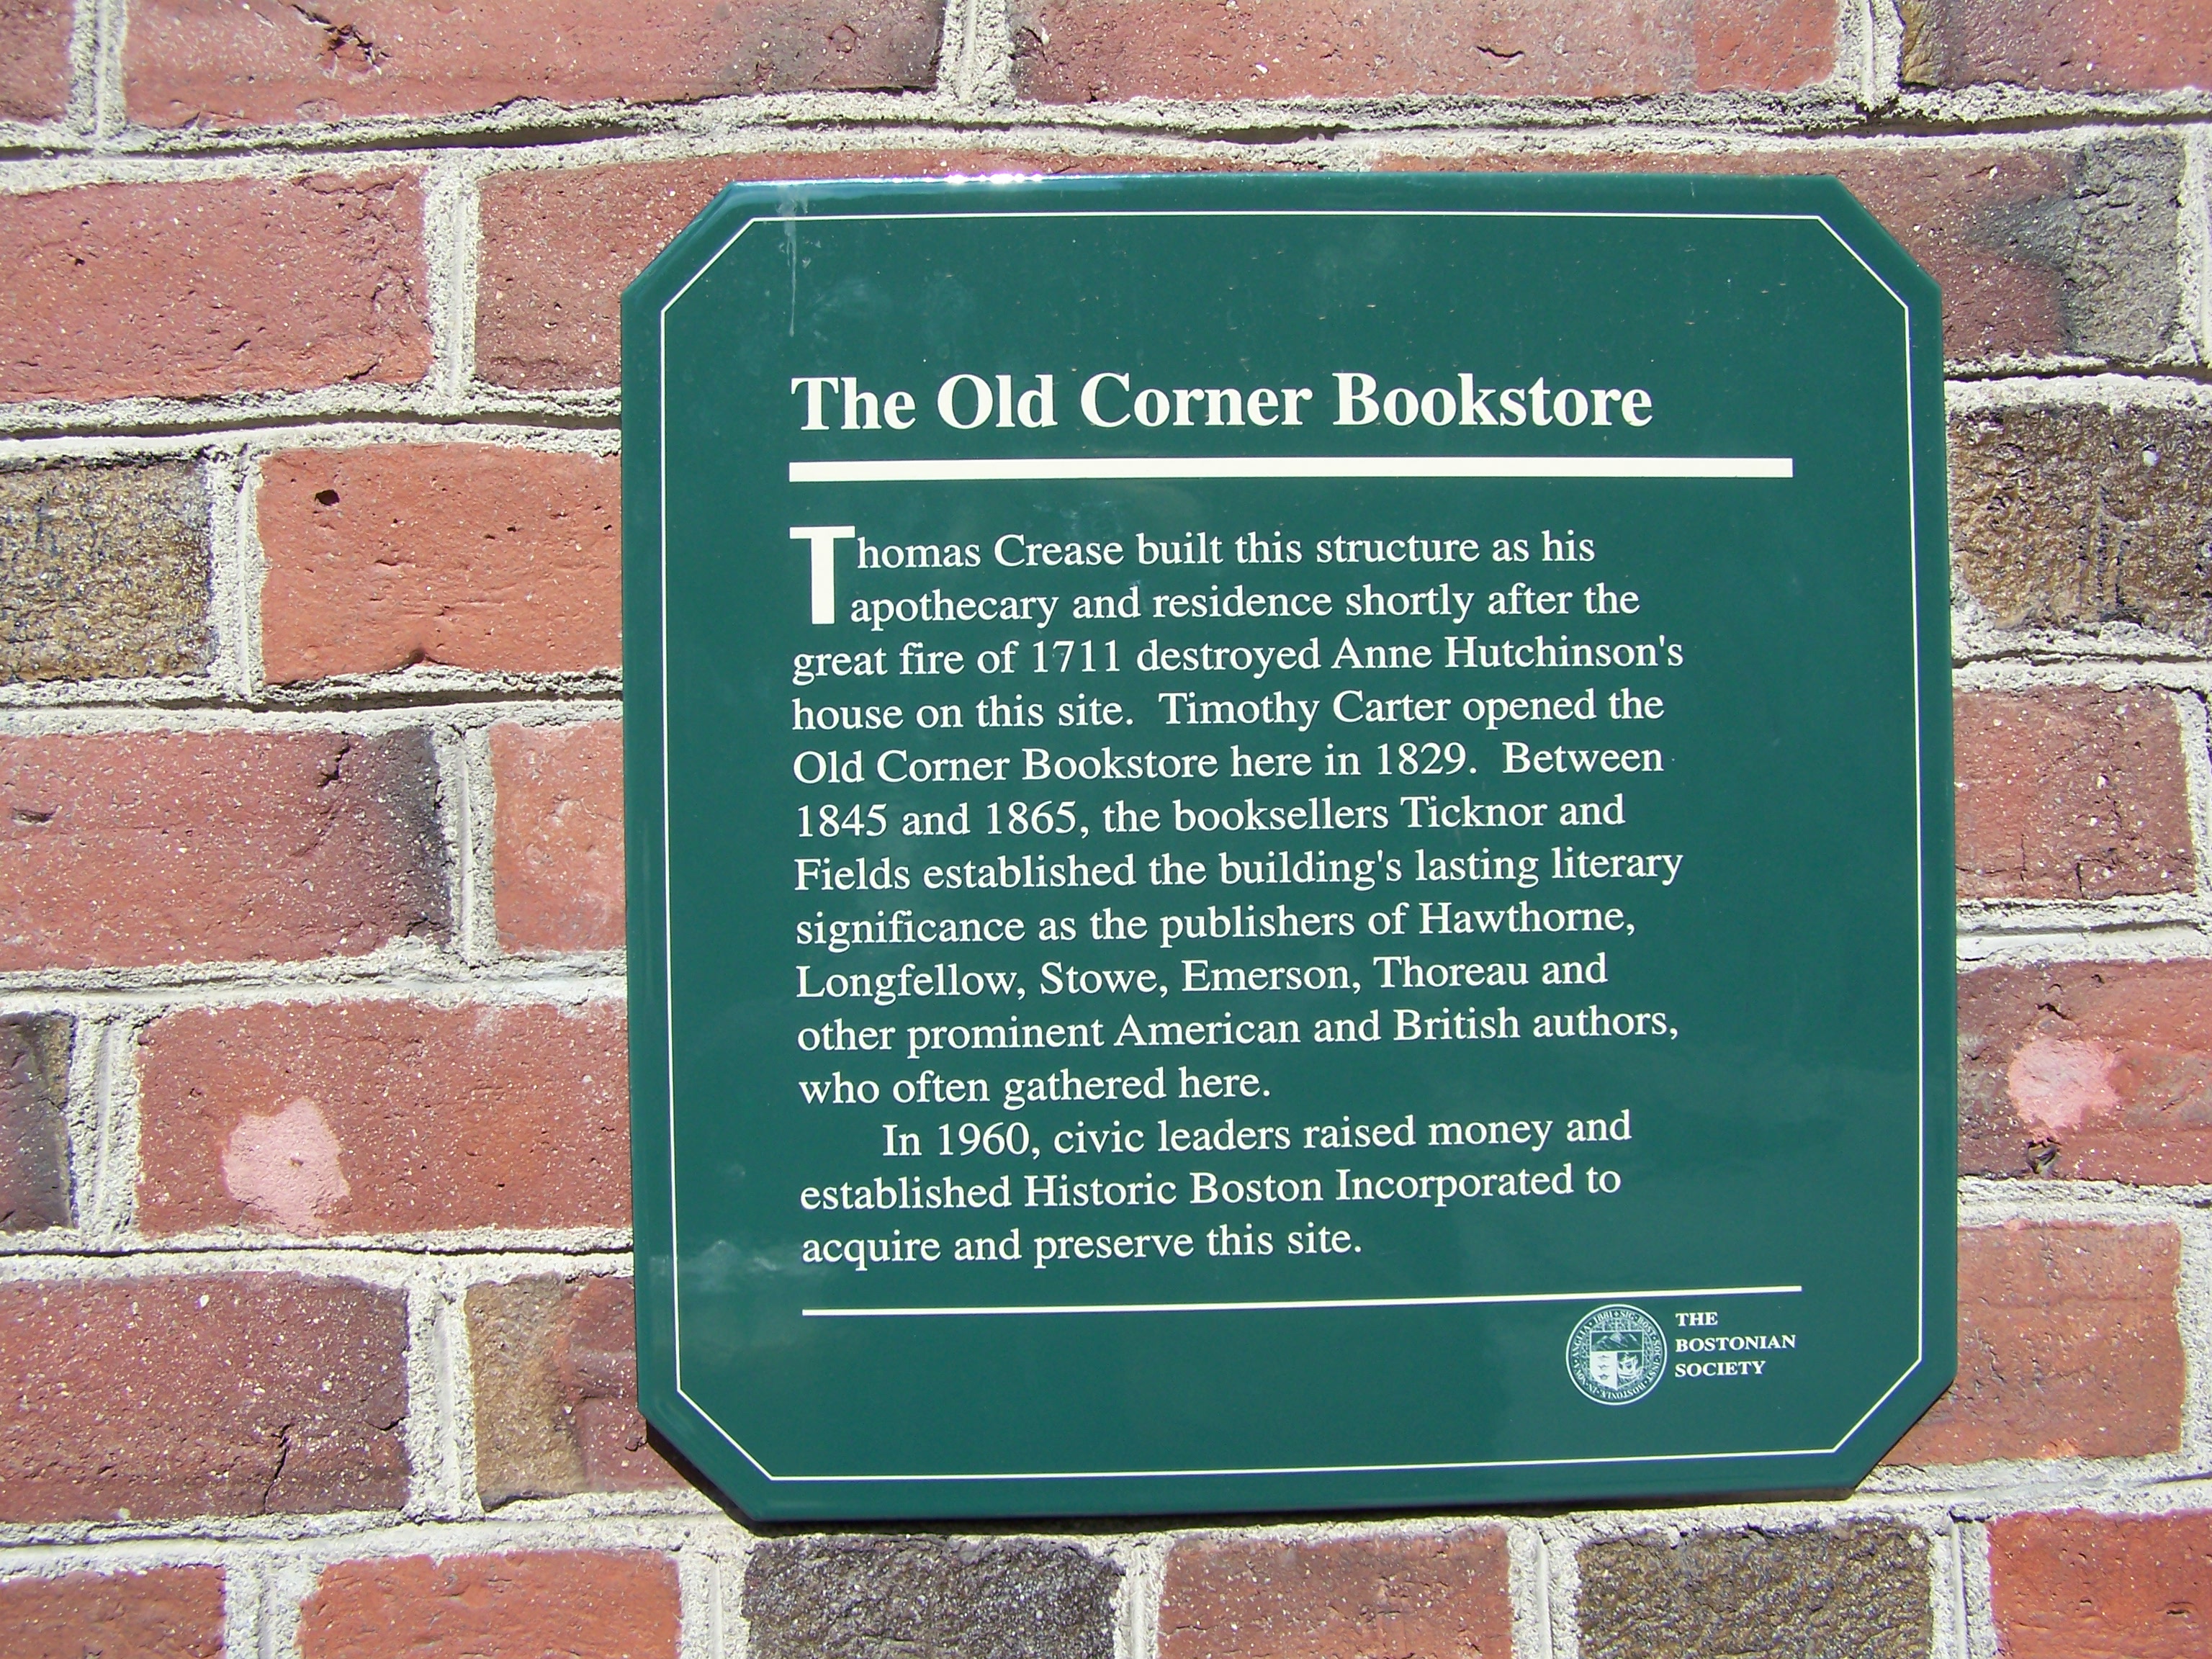 The Old Corner Bookstore
Thomas Crease built this structure as his
apothecary and residence shortly after the
great fire of 1711 destroyed Anne Hutchinson's
house on this site. Timothy Carter opened the
Old Corner Bookstore here in 1829. Between
1845 and 1865, the booksellers Ticknor and
Fields established the building's lasting literary
significance as the publishers of Hawthorne,
Longfellow, Stowe, Emerson, Thoreau and
other prominent American and British authors,
who often gathered here.
In 1960, civic leaders raised money and
established Historic Boston Incorporated to
acquire and preserve this site.
THE
BOSTONIAN
SOCIETY